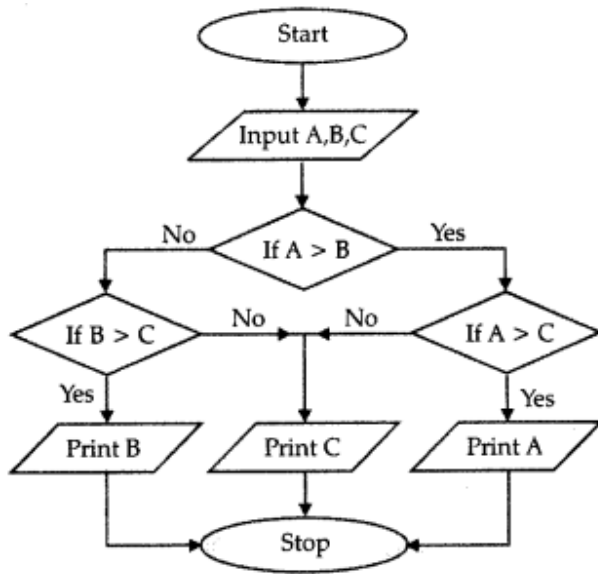 Start
Input A,B,C
No
If A > B
Yes
If B > C
No
No
If A > C
Yes
Yes
Print B
Print C
Print A
Stop